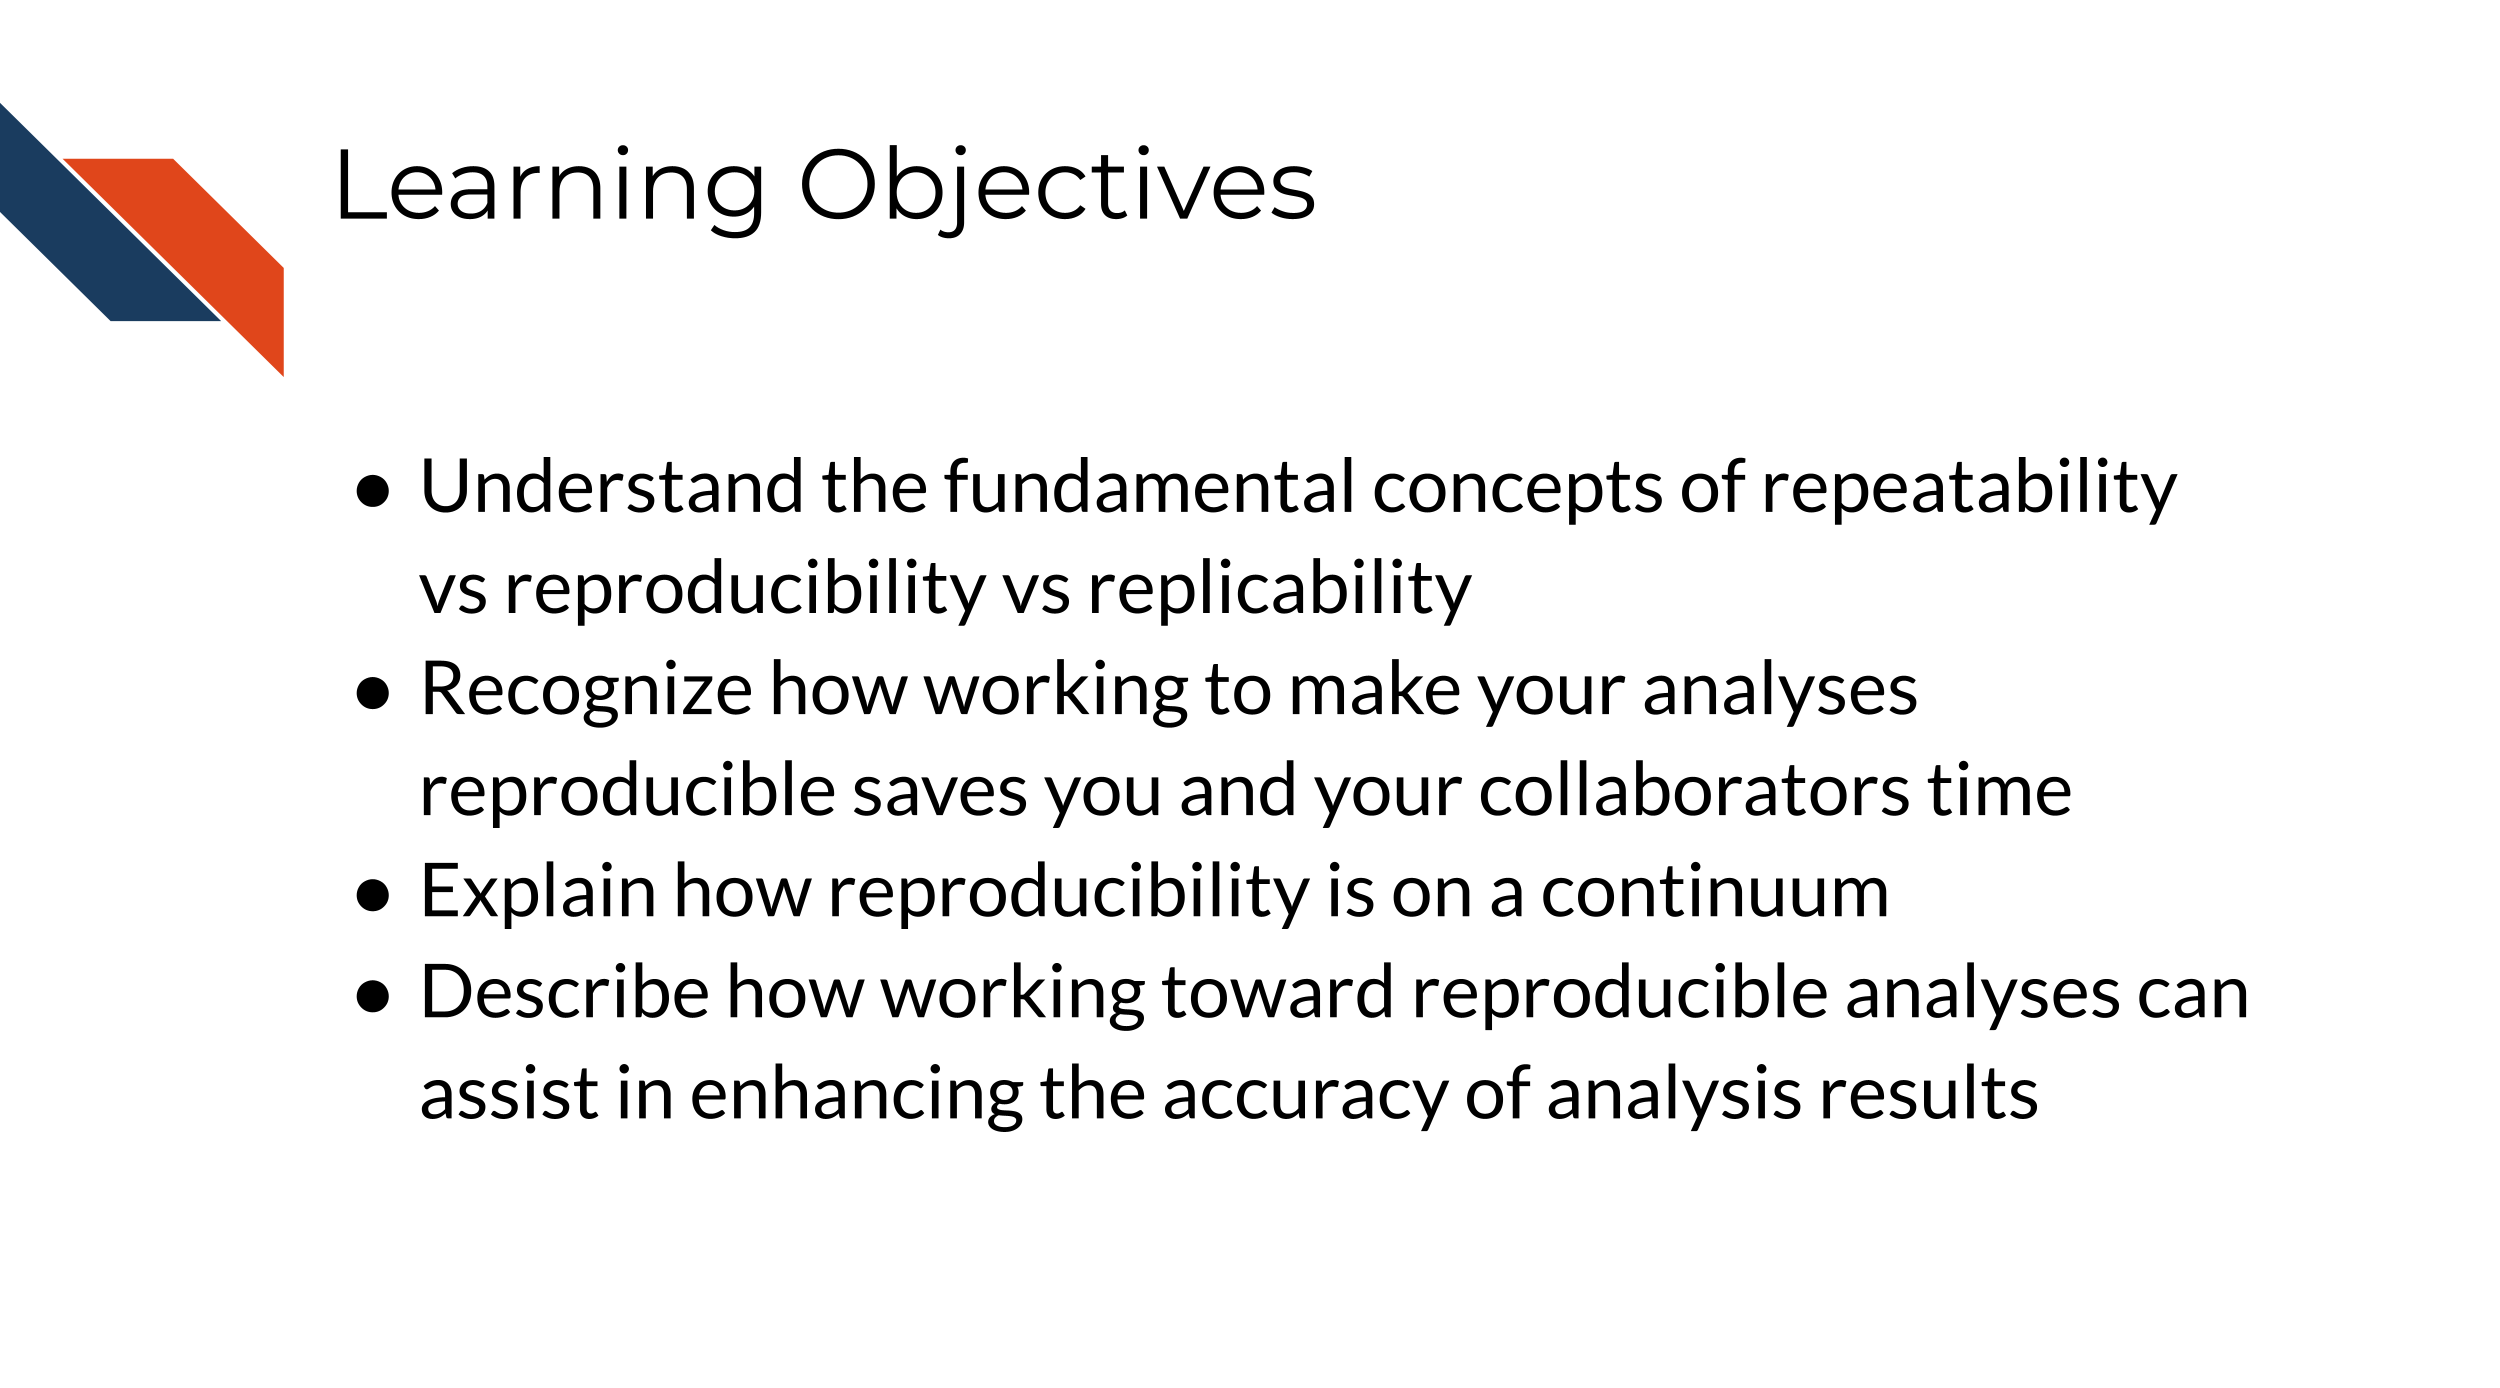 Learning Objectives
● Understand the fundamental concepts of repeatability
vs reproducibility vs replicability
● Recognize how working to make your analyses
reproducible saves you and your collaborators time
● Explain how reproducibility is on a continuum
● Describe how working toward reproducible analyses can
assist in enhancing the accuracy of analysis results